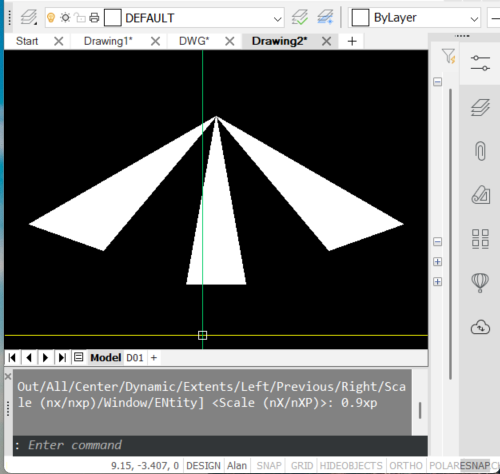 DEFAULT
ByLayer
Start Drawing1* DWG* Drawing2*
Model D01 +
Out/All/Center/Dynamic/Extents/Left/Previous/Right/Sca
le (nx/nxp)/Window/ENtity] <Scale (nX/nXP)>: 0.9xp
: Enter command
9.15, -3.407, 0 DESIGN Alan SNAP GRID HIDEOBJECTS ORTHO POLAR ESNAP